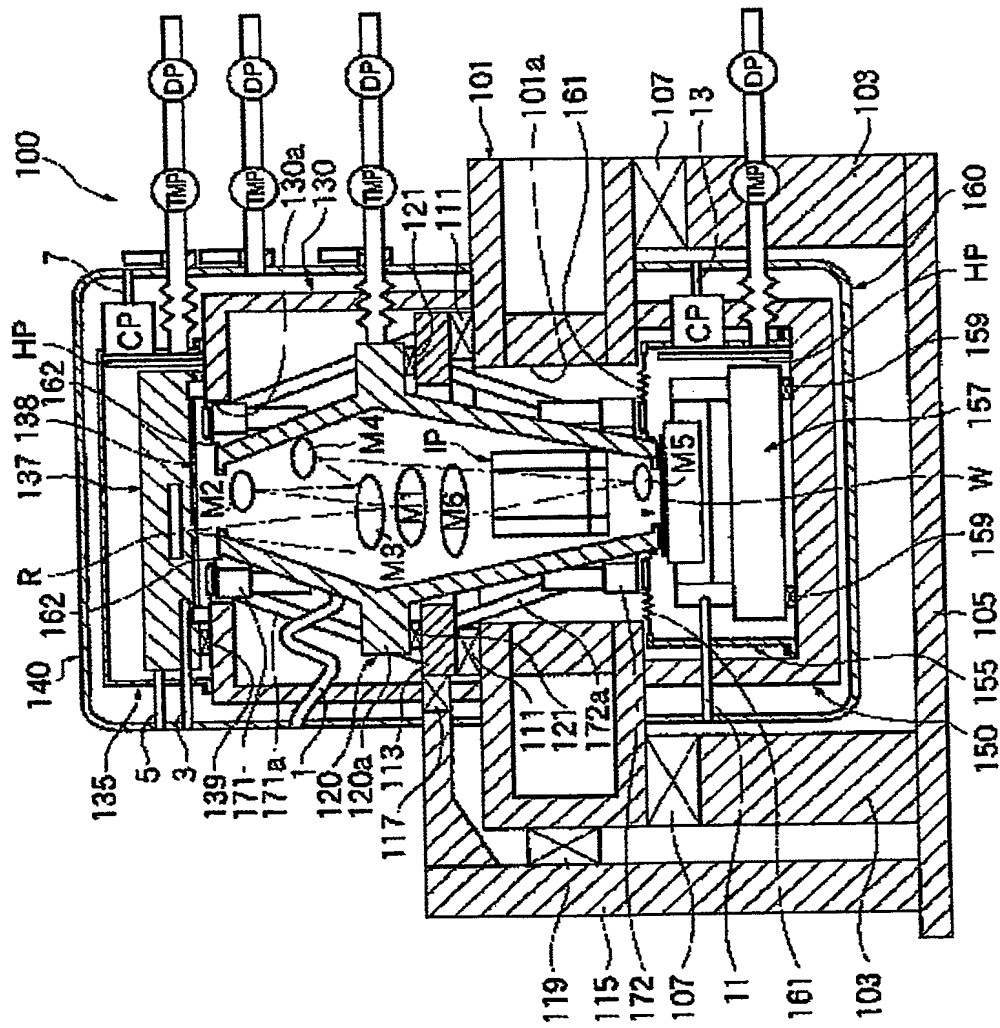 100
DP
DP
DP
DP
TMP
TMP
TMP
TMP
140
162
R
137
138
162
HP
7
130a
130
CP
101
101a
161
107
13
103
135
5
3
139
171
171a
1
120
120a
113
117
111
121
172a
121
111
M2
M4
M3
M1
M6
IP
M5
W
CP
160
HP
159
157
159
105
155
150
119
115
172
107
11
161
103